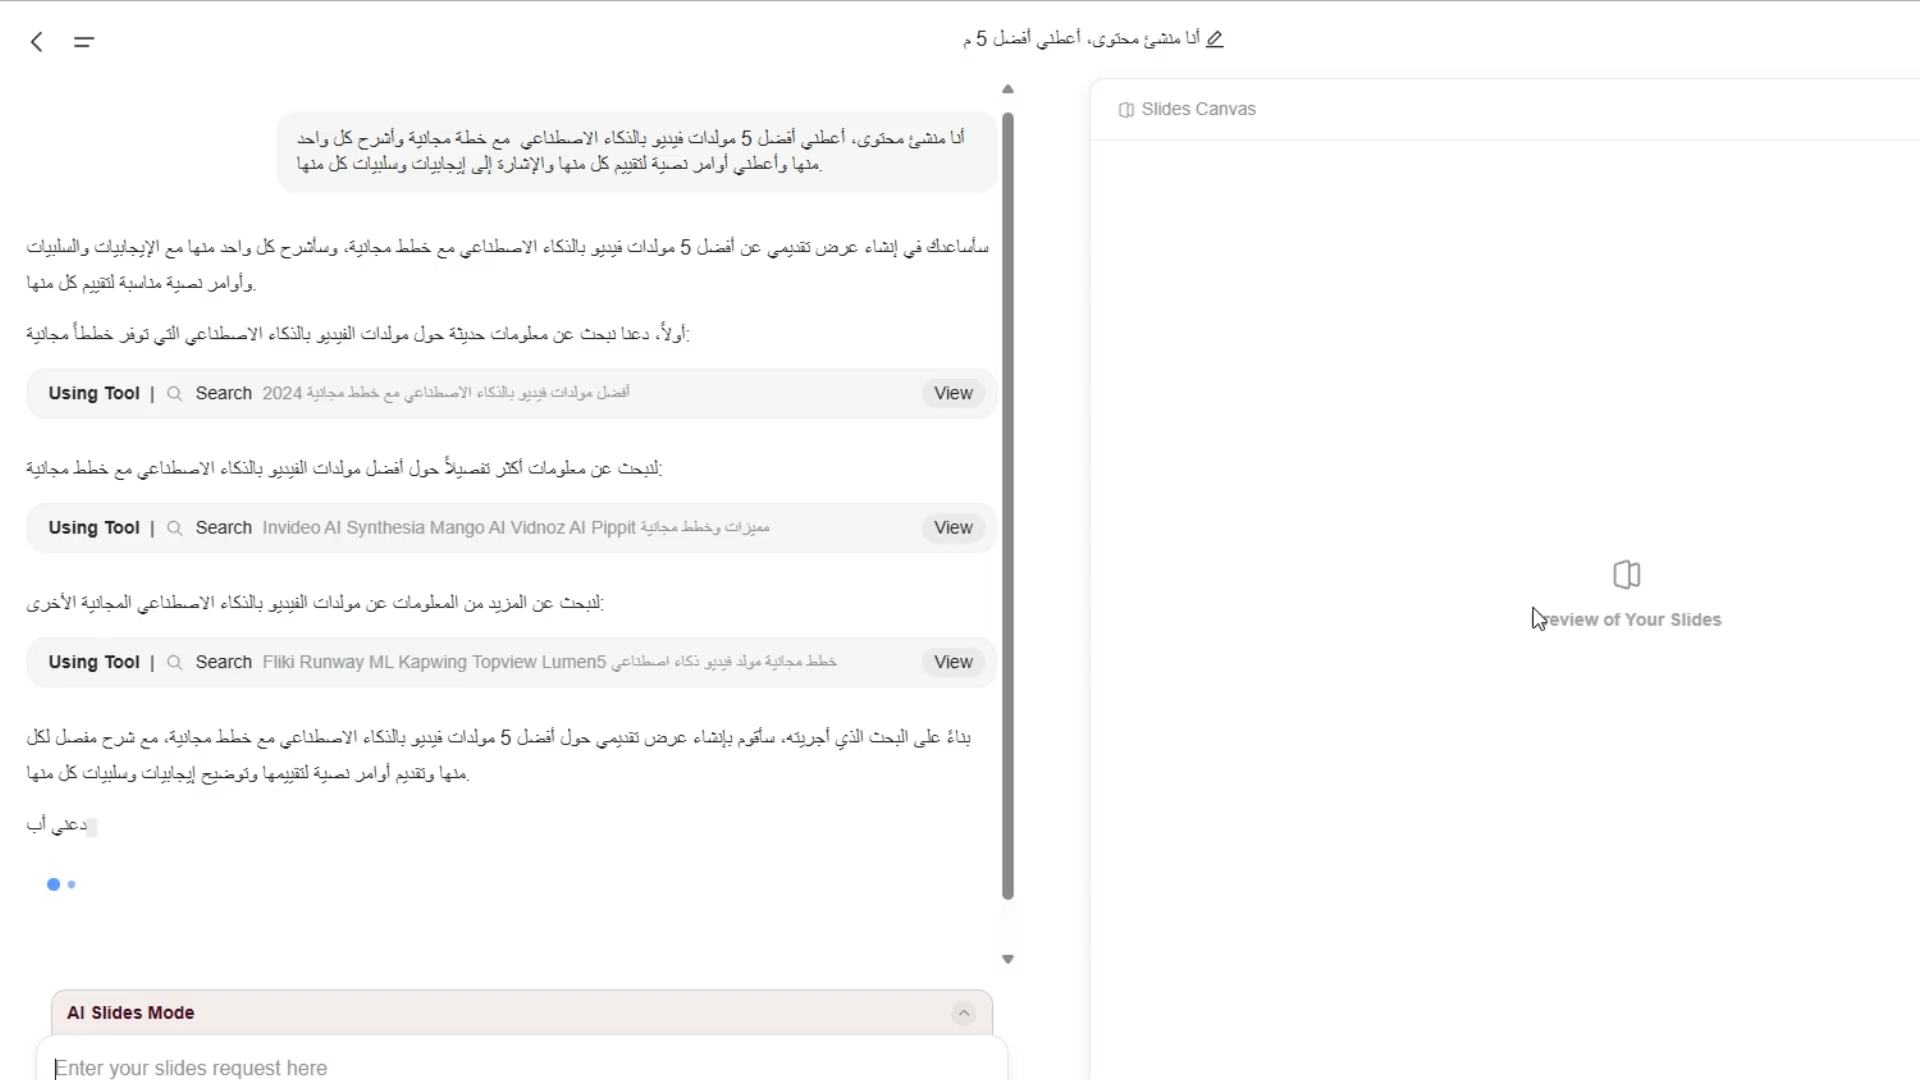 أنا منشئ محتوى، أعطني أفضل 5 م
أنا منشئ محتوى، أعطني أفضل 5 مولدات فيديو بالذكاء الاصطناعي مع خطة مجانية وأشرح كل واحد
منها وأعطني أوامر نصية لتقييم كل منها والإشارة إلى إيجابيات وسلبيات كل منها.
سأساعدك في إنشاء عرض تقديمي عن أفضل 5 مولدات فيديو بالذكاء الاصطناعي مع خطط مجانية، وسأشرح كل واحد منها مع الإيجابيات والسلبيات
وأوامر نصية مناسبة لتقييم كل منها.
أولاً، دعنا نبحث عن معلومات حديثة حول مولدات الفيديو بالذكاء الاصطناعي التي توفر خططاً مجانية:
Using Tool | Search أفضل مولدات فيديو بالذكاء الاصطناعي مع خطط مجانية 2024 View
لنبحث عن معلومات أكثر تفصيلاً حول أفضل مولدات الفيديو بالذكاء الاصطناعي مع خطط مجانية:
Using Tool | Search Invideo AI Synthesia Mango AI Vidnoz AI Pippit مميزات وخطط مجانية View
لنبحث عن المزيد من المعلومات عن مولدات الفيديو بالذكاء الاصطناعي المجانية الأخرى:
Using Tool | Search Fliki Runway ML Kapwing Topview Lumen5 خطط مجانية مولد فيديو ذكاء اصطناعي View
بناءً على البحث الذي أجريته، سأقوم بإنشاء عرض تقديمي حول أفضل 5 مولدات فيديو بالذكاء الاصطناعي مع خطط مجانية، مع شرح مفصل لكل
منها وتقديم أوامر نصية لتقييمها وتوضيح إيجابيات وسلبيات كل منها.
دعني أب
AI Slides Mode
Enter your slides request here
Slides Canvas
Preview of Your Slides